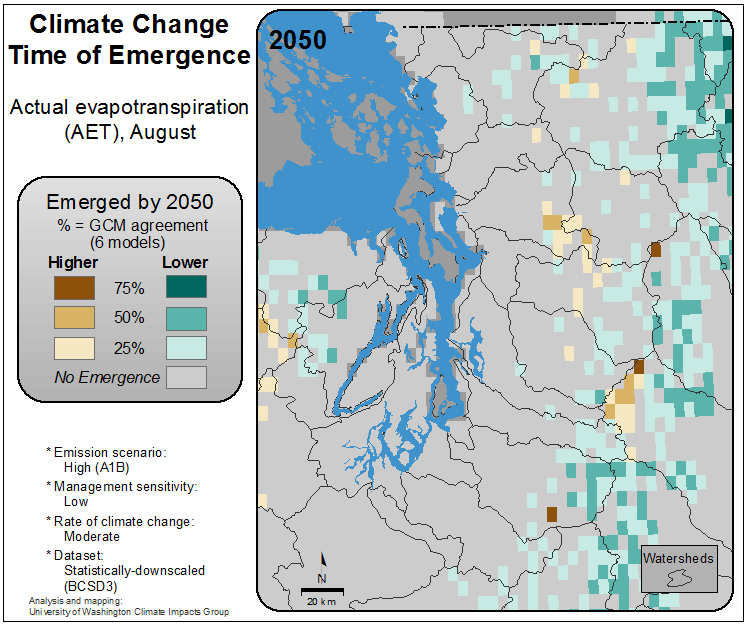 Climate Change
Time of Emergence
Actual evapotranspiration
(AET), August
Emerged by 2050
% = GCM agreement
(6 models)
Higher Lower
75%
50%
25%
No Emergence
* Emission scenario:
High (A1B)
* Management sensitivity:
Low
* Rate of climate change:
Moderate
* Dataset:
Statistically-downscaled
(BCSD3)
Analysis and mapping:
University of Washington Climate Impacts Group
2050
N
20 km
Watersheds